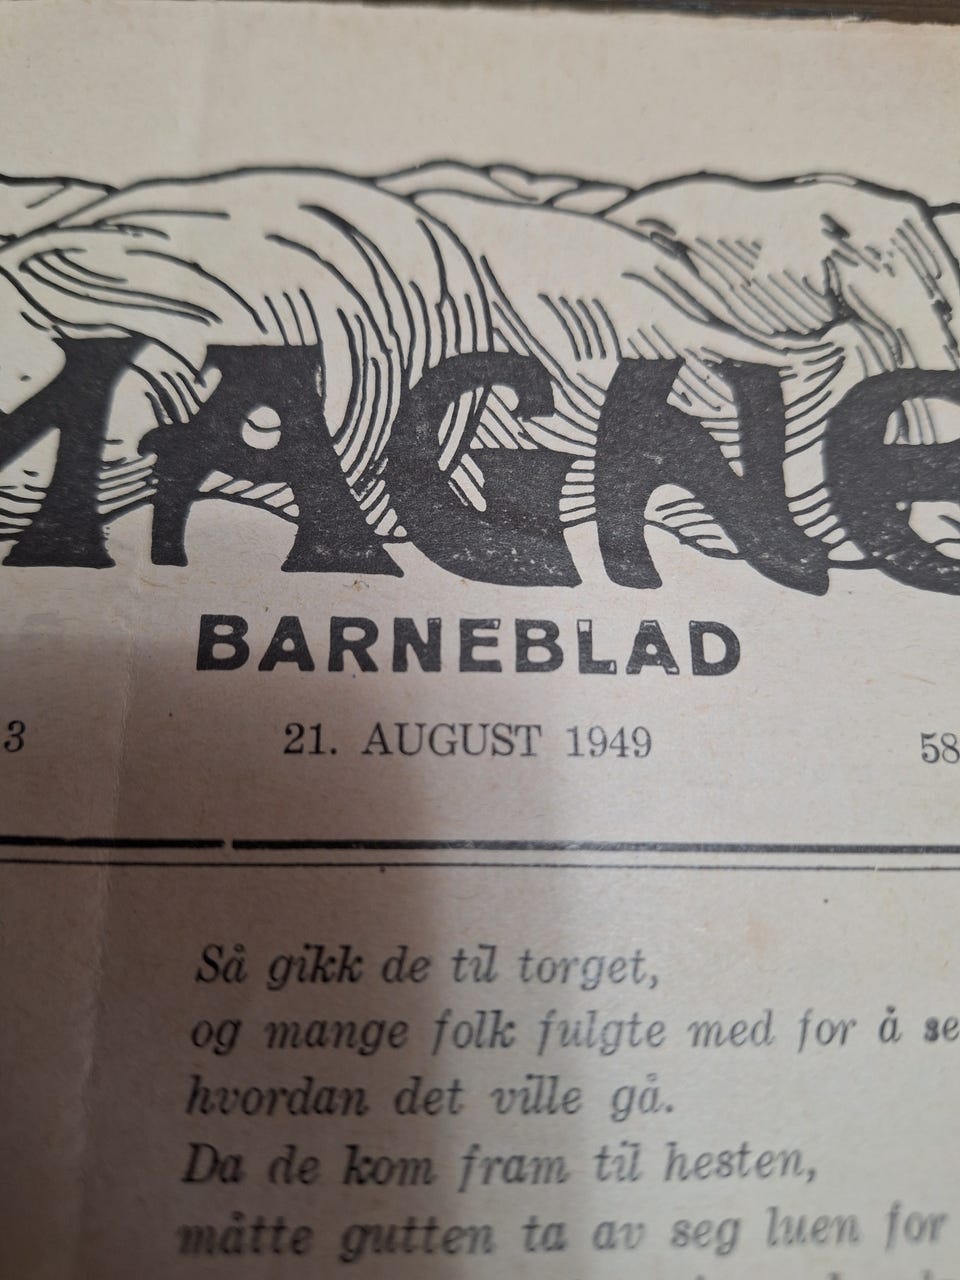 MAGNE
BARNEBLAD
3 21. AUGUST 1949 58
Så gikk de til torget,
og mange folk fulgte med for å se
hvordan det ville gå.
Da de kom fram til hesten,
måtte gutten ta av seg luen for